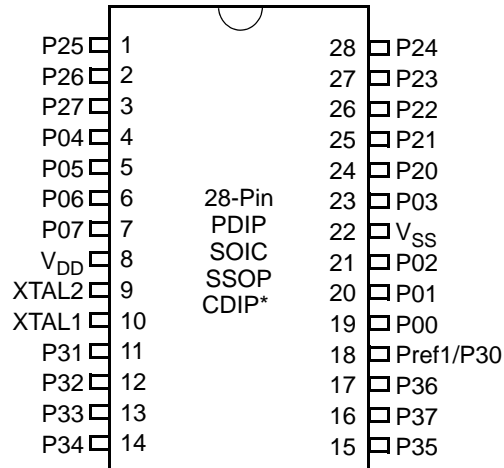 P25 1 28 P24
P26 2 27 P23
P27 3 26 P22
P04 4 25 P21
P05 5 24 P20
P06 6 28-Pin 23 P03
P07 7 PDIP 22 VSS
VDD 8 SOIC 21 P02
XTAL2 9 SSOP 20 P01
XTAL1 10 CDIP* 19 P00
P31 11 18 Pref1/P30
P32 12 17 P36
P33 13 16 P37
P34 14 15 P35